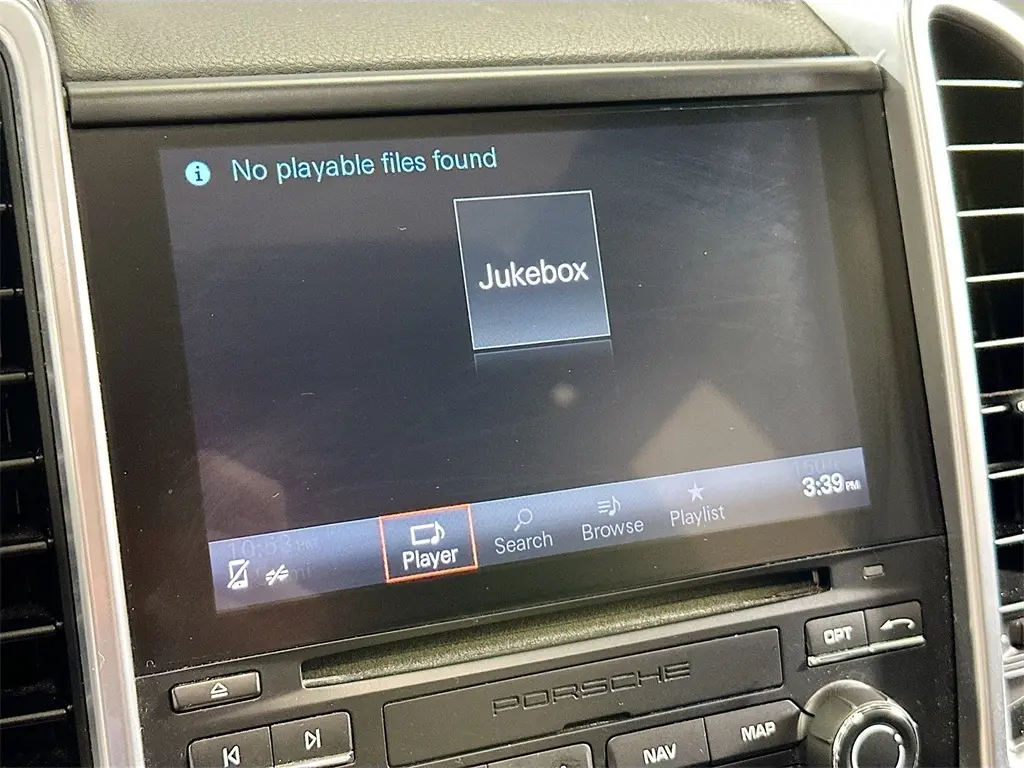 No playable files found
Jukebox
Player
Search
Browse
Playlist
3:39 PM
OPT
PORSCHE
NAV
MAP